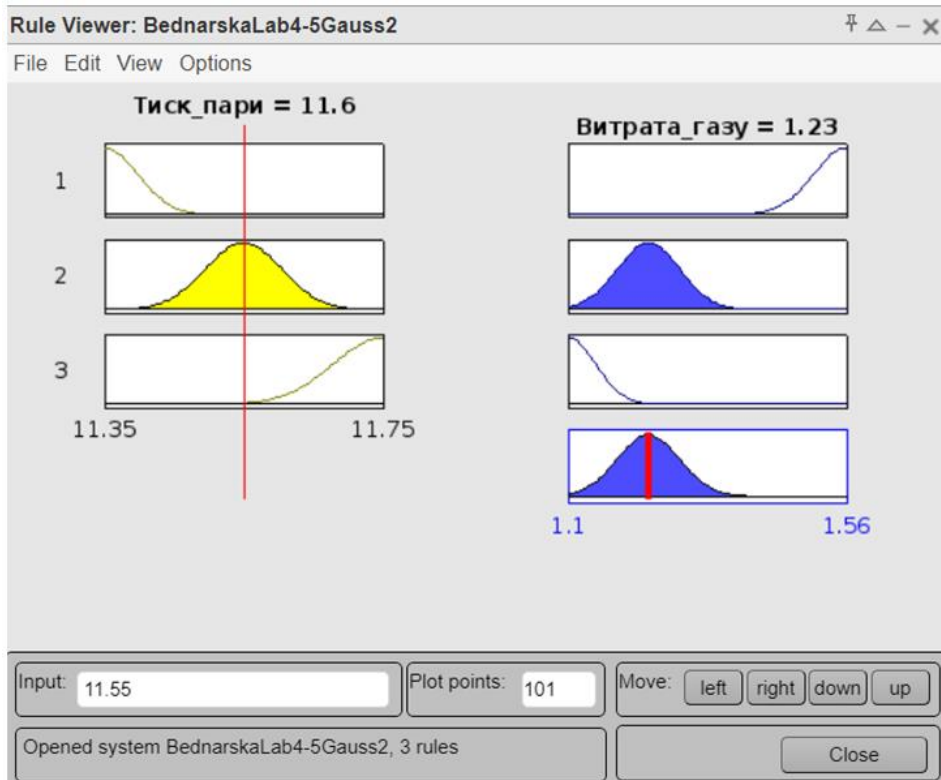 Rule Viewer: BednarskaLab4-5Gauss2
File Edit View Options
Тиск_пари = 11.6
Витрата_газу = 1.23
1
2
3
11.35 11.75
1.1 1.56
Input: 11.55 Plot points: 101 Move: left right down up
Opened system BednarskaLab4-5Gauss2, 3 rules Close